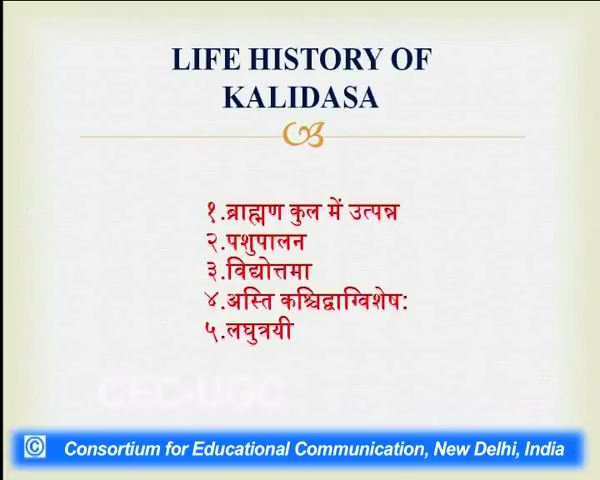 LIFE HISTORY OF
KALIDASA
१.ब्राह्मण कुल में उत्पन्न
२.पशुपालन
३.विद्योत्तमा
४.अस्ति कश्चिद्वाग्विशेष:
५.लघुत्रयी
CEC-UGC
© Consortium for Educational Communication, New Delhi, India